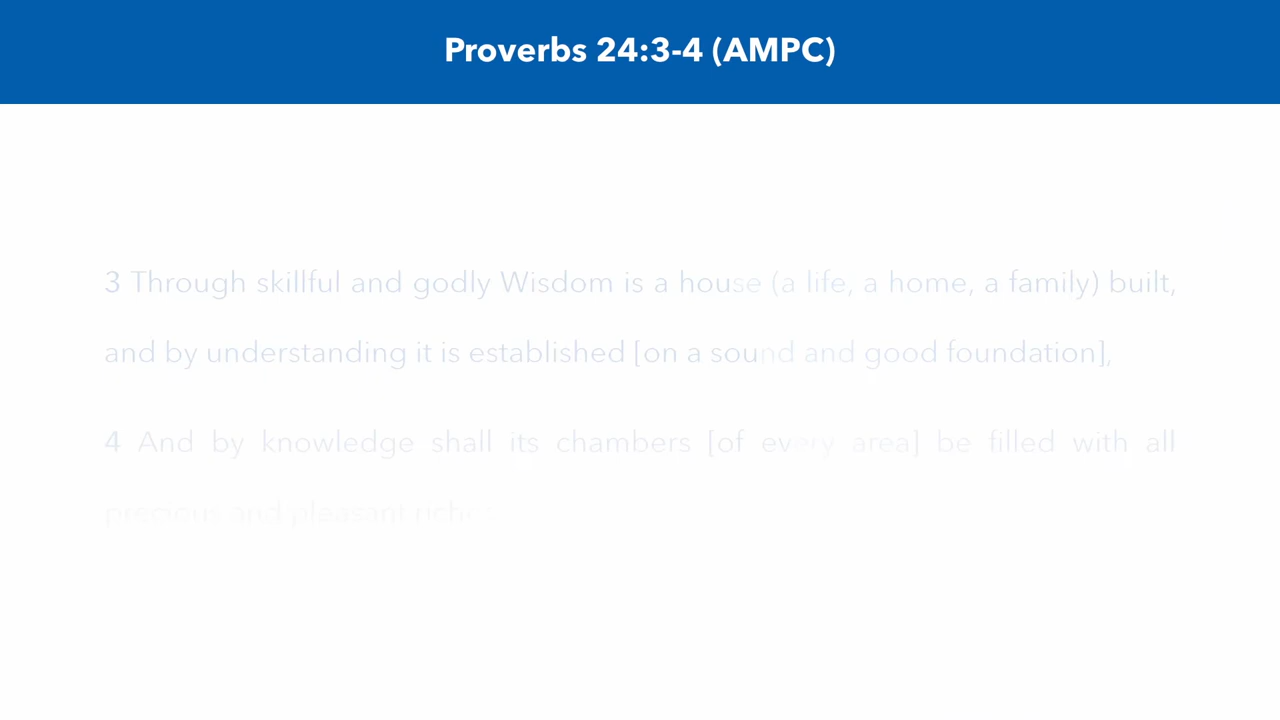 Proverbs 24:3-4 (AMPC)
3 Through skillful and godly Wisdom is a house (a life, a home, a family) built,
and by understanding it is established [on a sound and good foundation],
4 And by knowledge shall its chambers [of every area] be filled with all
precious and pleasant